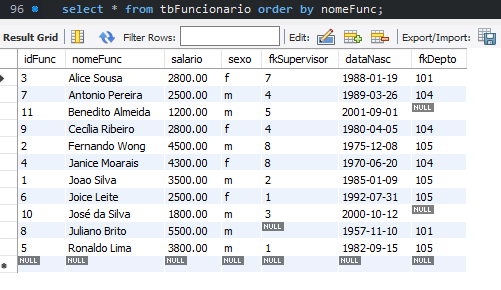 96 select * from tbFuncionario order by nomeFunc;
Result Grid Filter Rows: Edit: Export/Import:
idFunc nomeFunc salario sexo fkSupervisor dataNasc fkDepto
3 Alice Sousa 2800.00 f 7 1988-01-19 101
7 Antonio Pereira 2500.00 m 4 1989-03-26 104
11 Benedito Almeida 1200.00 m 5 2001-09-01 NULL
9 Cecília Ribeiro 2800.00 f 4 1980-04-05 104
2 Fernando Wong 4500.00 m 8 1975-12-08 105
4 Janice Moarais 4300.00 f 8 1970-06-20 104
1 Joao Silva 3500.00 m 2 1985-01-09 105
6 Joice Leite 2500.00 f 1 1992-07-31 105
10 José da Silva 1800.00 m 3 2000-10-12 NULL
8 Juliano Brito 5500.00 m NULL 1957-11-10 101
5 Ronaldo Lima 3800.00 m 1 1982-09-15 105
NULL NULL NULL NULL NULL NULL NULL